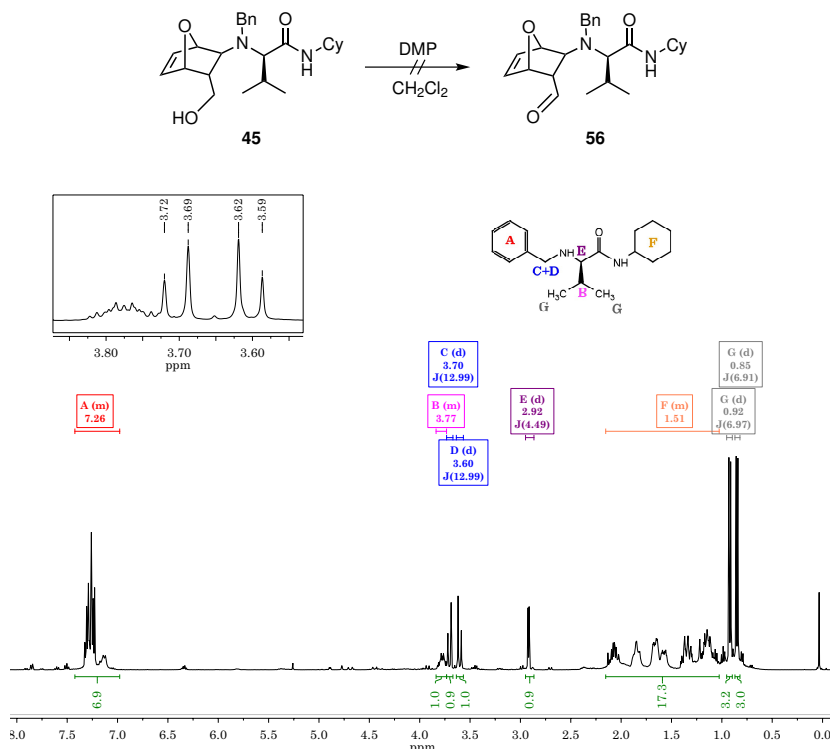 O
Bn
N
O
N
H
Cy
HO
45
DMP
CH2Cl2
O
Bn
N
O
N
H
Cy
O
56
3.72
3.69
3.62
3.59
3.80
3.70
3.60
ppm
A
NH
E
O
F
C+D
NH
B
H3C
CH3
G
G
C (d)
3.70
J(12.99)
G (d)
0.85
J(6.91)
A (m)
7.26
B (m)
3.77
E (d)
2.92
J(4.49)
F (m)
1.51
G (d)
0.92
J(6.97)
D (d)
3.60
J(12.99)
6.9
1.0
0.9
1.0
0.9
17.3
3.2
3.0
8.0 7.5 7.0 6.5 6.0 5.5 5.0 4.5 4.0 3.5 3.0 2.5 2.0 1.5 1.0 0.5 0.0
ppm